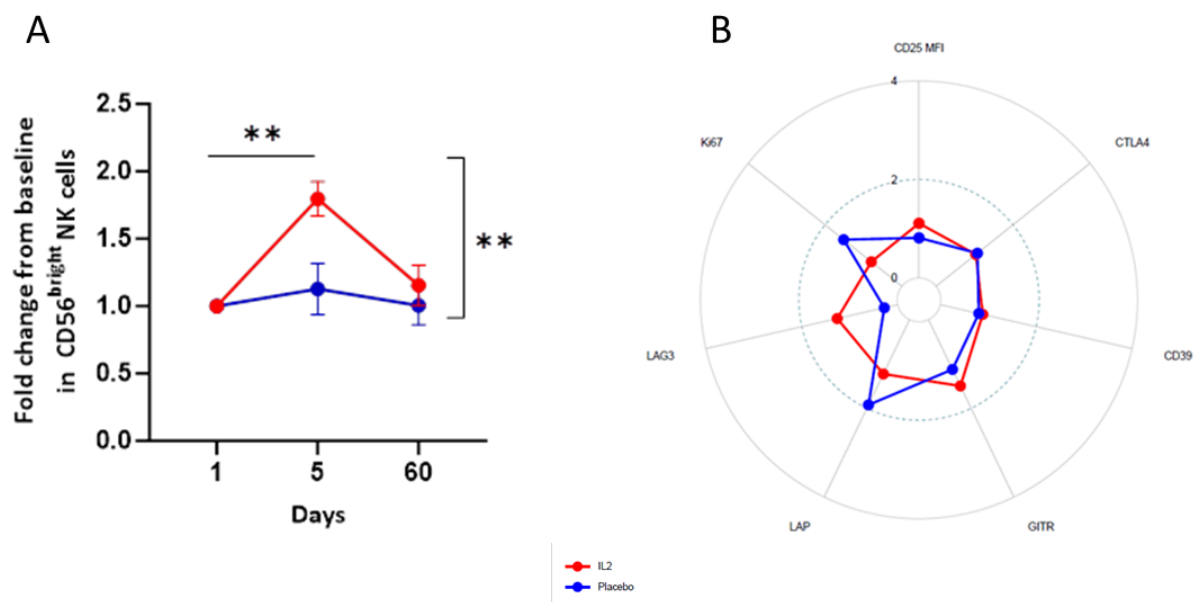 A
B
Fold change from baseline
in CD56bright NK cells
2.5
2.0
1.5
1.0
0.5
0.0
**
**
1 5 60
Days
CD25 MFI
4
2
0
CTLA4
CD39
GITR
LAP
LAG3
Ki67
IL2
Placebo